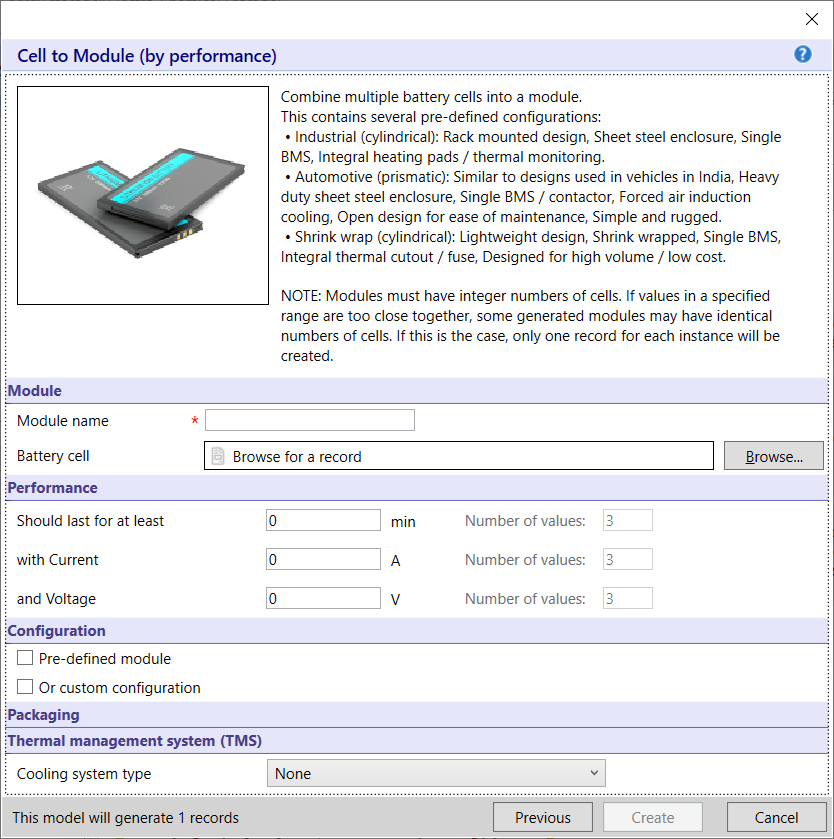 Cell to Module (by performance)
?
Combine multiple battery cells into a module.
This contains several pre-defined configurations:
• Industrial (cylindrical): Rack mounted design, Sheet steel enclosure, Single
BMS, Integral heating pads / thermal monitoring.
• Automotive (prismatic): Similar to designs used in vehicles in India, Heavy
duty sheet steel enclosure, Single BMS / contactor, Forced air induction
cooling, Open design for ease of maintenance, Simple and rugged.
• Shrink wrap (cylindrical): Lightweight design, Shrink wrapped, Single BMS,
Integral thermal cutout / fuse, Designed for high volume / low cost.
NOTE: Modules must have integer numbers of cells. If values in a specified
range are too close together, some generated modules may have identical
numbers of cells. If this is the case, only one record for each instance will be
created.
Module
Module name *
Battery cell Browse for a record Browse...
Performance
Should last for at least 0 min Number of values: 3
with Current 0 A Number of values: 3
and Voltage 0 V Number of values: 3
Configuration
Pre-defined module
Or custom configuration
Packaging
Thermal management system (TMS)
Cooling system type None
This model will generate 1 records Previous Create Cancel